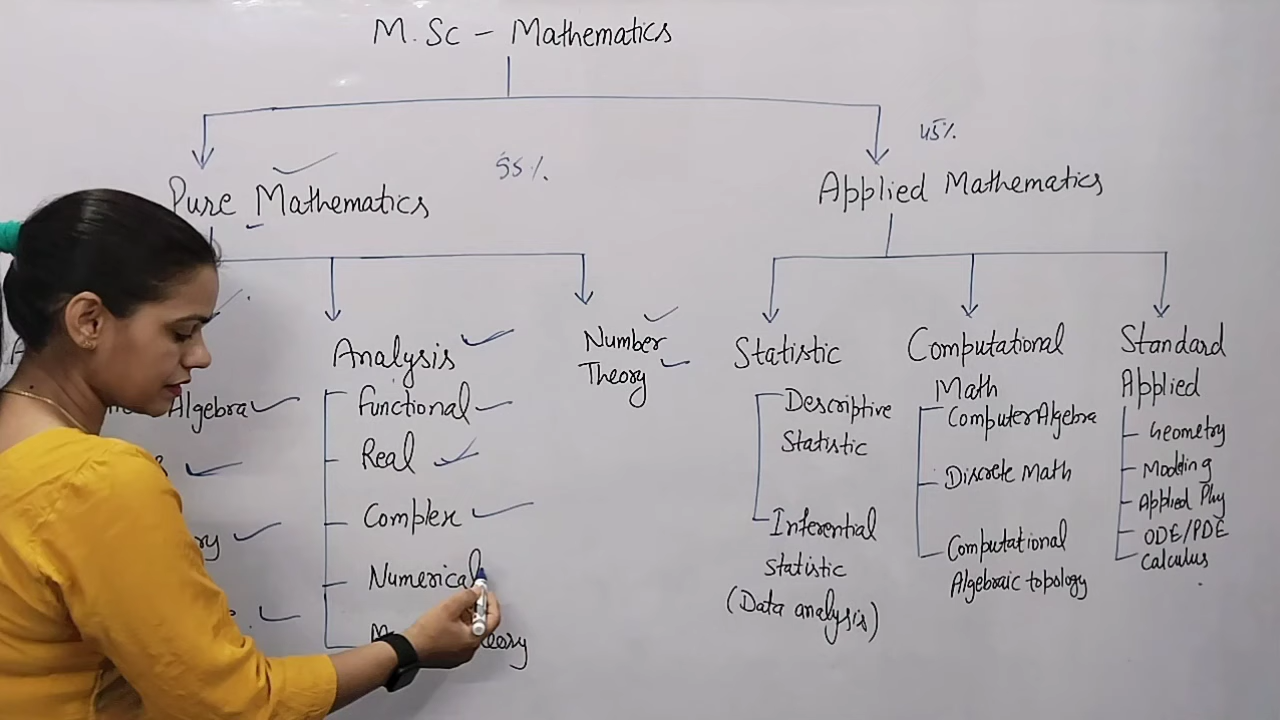 M.Sc - Mathematics
45%
55%
Pure Mathematics
Applied Mathematics
Algebra
Analysis
Functional
Real
Complex
Numerical
Number
Theory
Statistic
Descriptive
Statistic
Inferential
Statistic
(Data analysis)
Computational
Math
Computer Algebra
Discrete Math
Computational
Algebraic topology
Standard
Applied
Geometry
Modling
Applied Phy
ODE/PDE
Calculus